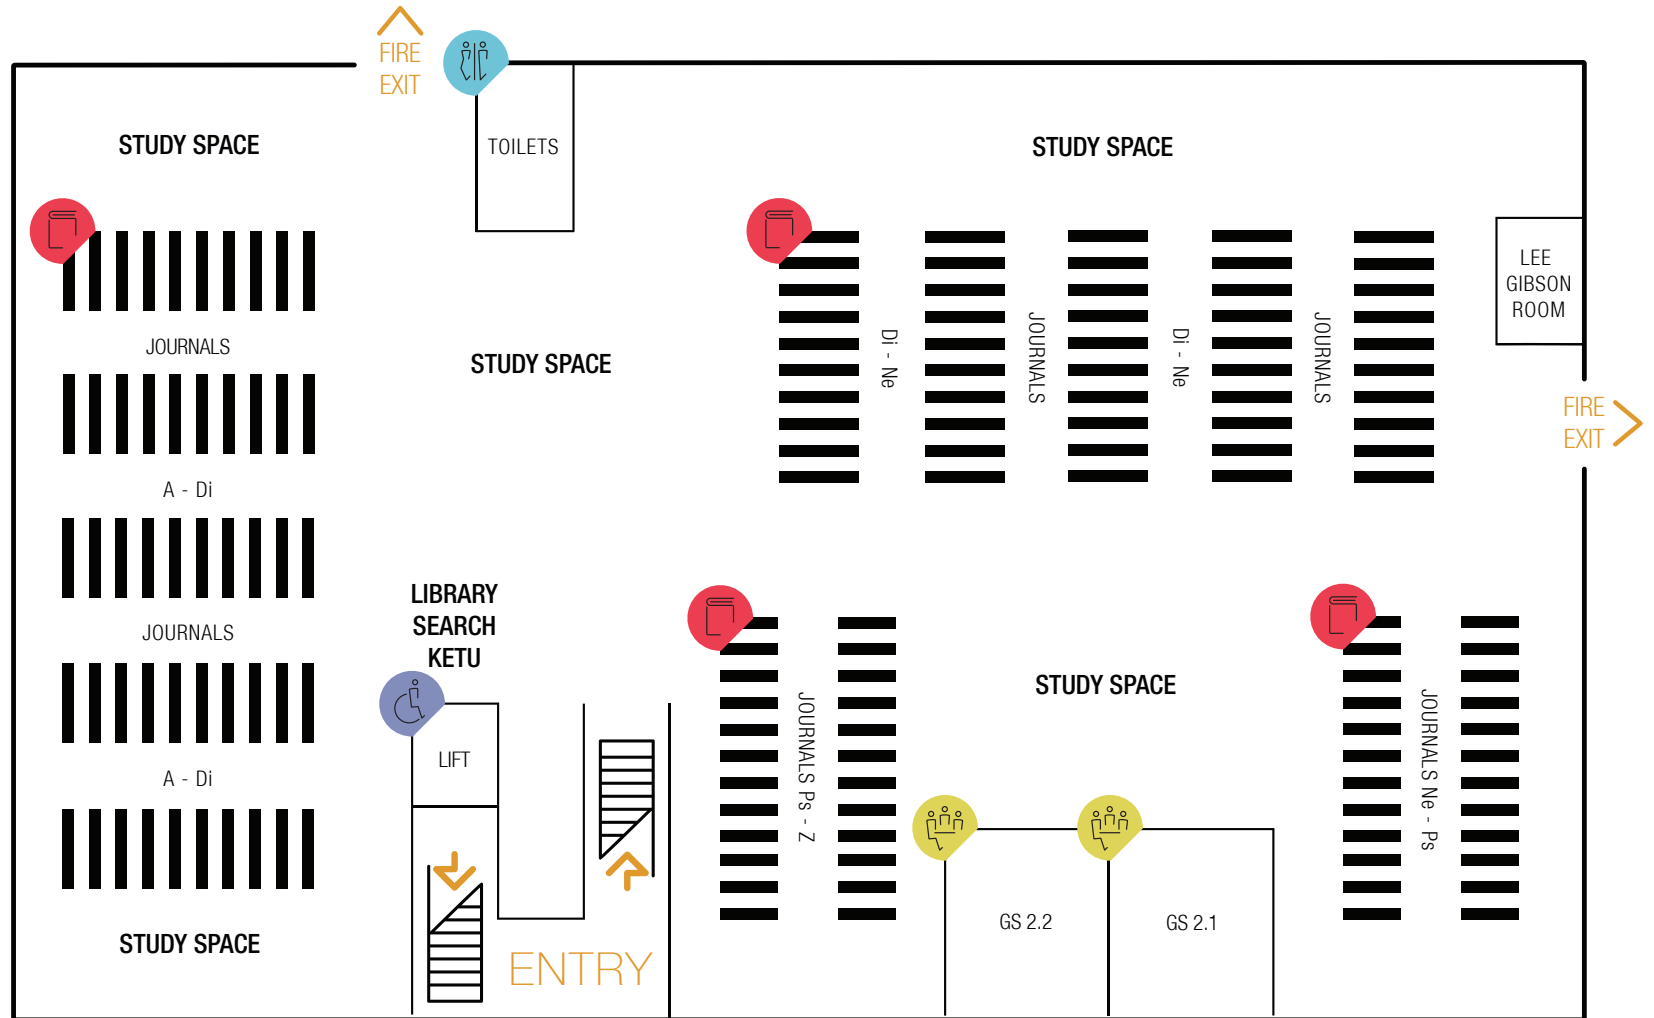 FIRE
EXIT
STUDY SPACE
TOILETS
STUDY SPACE
LEE
GIBSON
ROOM
JOURNALS
STUDY SPACE
Di - Ne
JOURNALS
Di - Ne
JOURNALS
FIRE
EXIT
A - Di
LIBRARY
SEARCH
KETU
JOURNALS
STUDY SPACE
LIFT
JOURNALS Ps - Z
JOURNALS Ne - Ps
A - Di
GS 2.2
GS 2.1
STUDY SPACE
ENTRY